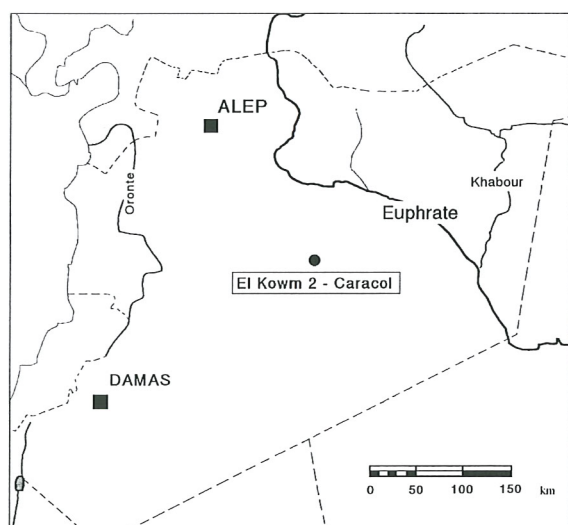 ALEP
Oronte
Khabour
Euphrate
El Kowm 2 - Caracol
DAMAS
0 50 100 150 km